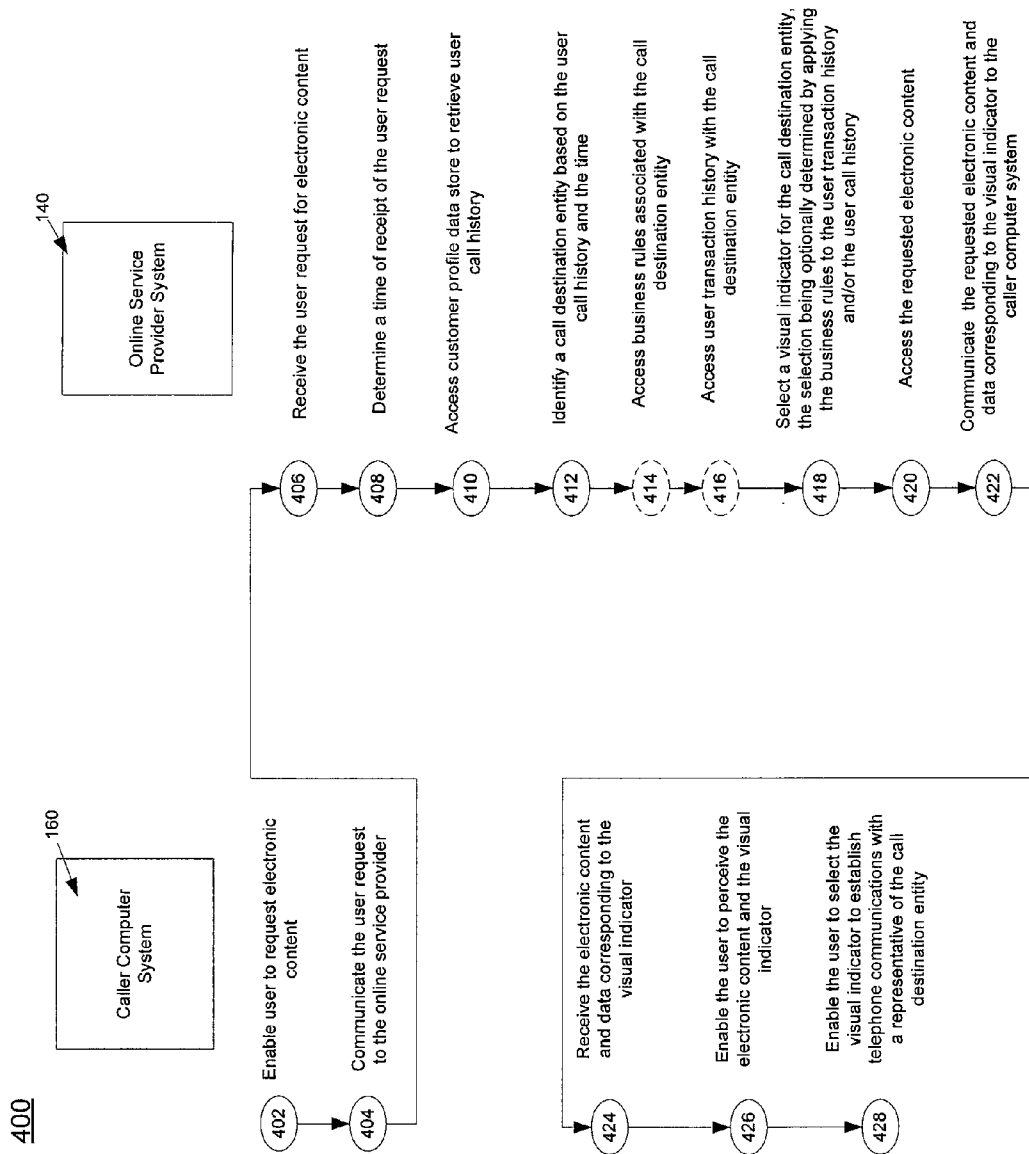 400
Caller Computer
System
160
Online Service
Provider System
140
402
Enable user to request electronic
content
404
Communicate the user request
to the online service provider
406
Receive the user request for electronic content
408
Determine a time of receipt of the user request
410
Access customer profile data store to retrieve user
call history
412
Identify a call destination entity based on the user
call history and the time
414
Access business rules associated with the call
destination entity
416
Access user transaction history with the call
destination entity
418
Select a visual indicator for the call destination entity,
the selection being optionally determined by applying
the business rules to the user transaction history
and/or the user call history
420
Access the requested electronic content
422
Communicate the requested electronic content and
data corresponding to the visual indicator to the
caller computer system
424
Receive the electronic content
and data corresponding to the
visual indicator
426
Enable the user to perceive the
electronic content and the visual
indicator
428
Enable the user to select the
visual indicator to establish
telephone communications with
a representative of the call
destination entity